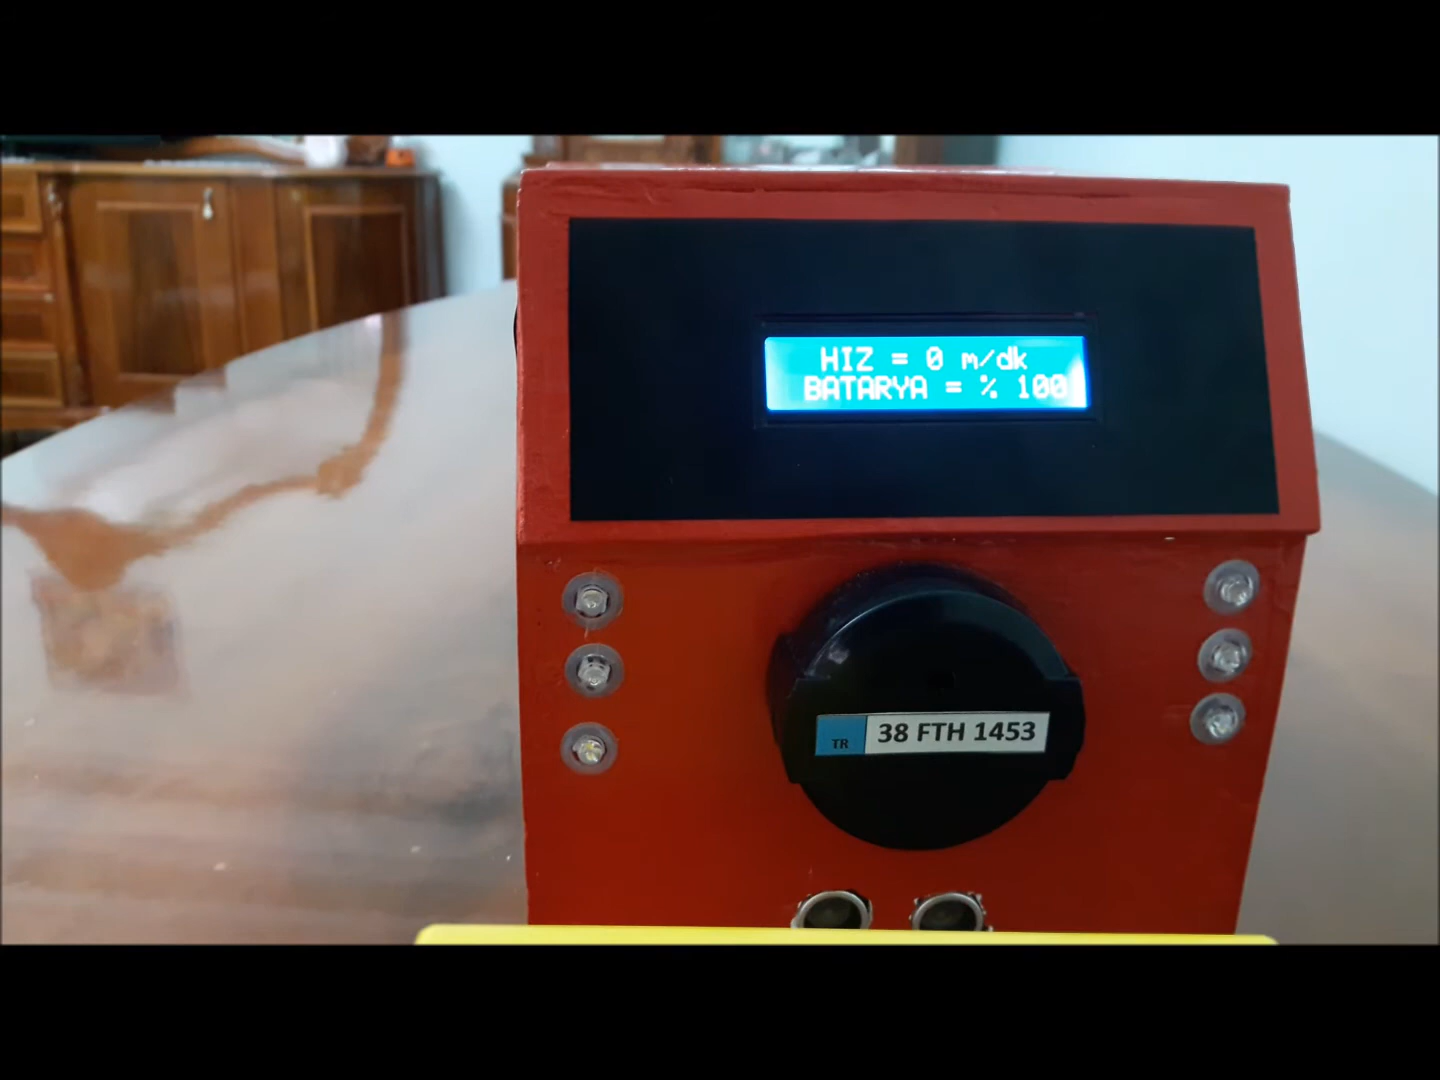 HIZ = 0 m/dk
BATARYA = % 100
TR 38 FTH 1453